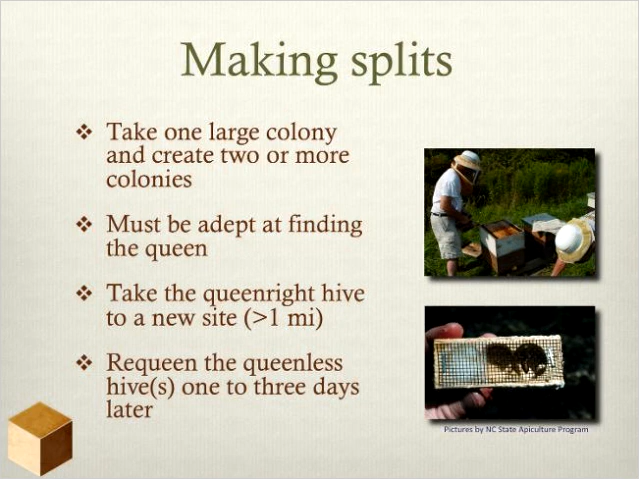 Making splits
Take one large colony
and create two or more
colonies
Must be adept at finding
the queen
Take the queenright hive
to a new site (>1 mi)
Requeen the queenless
hive(s) one to three days
later
Pictures by NC State Apiculture Program